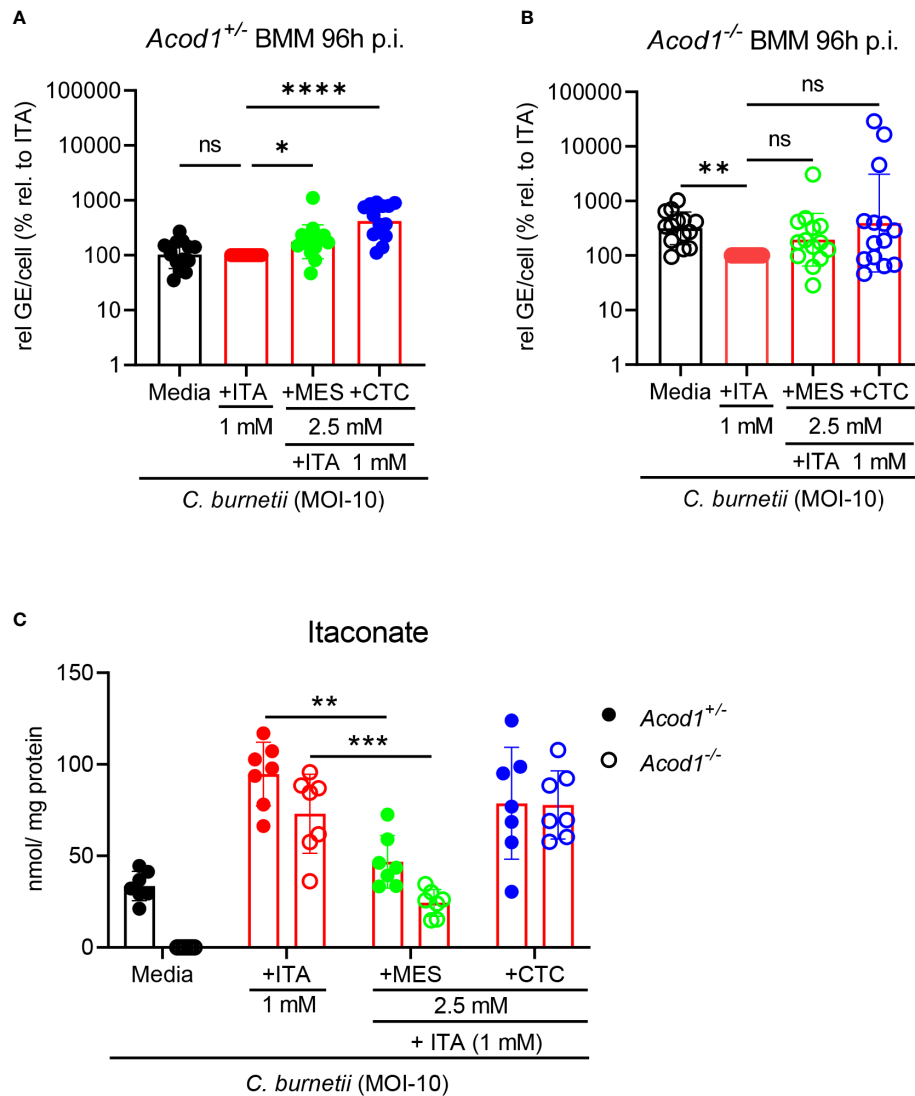 A
Acod1+/- BMM 96h p.i.
rel GE/cell (% rel. to ITA)
100000
10000
1000
100
10
1
ns
*
****
Media
+ITA
+MES
+CTC
1 mM
2.5 mM
+ITA 1 mM
C. burnetii (MOI-10)
B
Acod1-/- BMM 96h p.i.
rel GE/cell (% rel. to ITA)
100000
10000
1000
100
10
1
**
ns
ns
Media
+ITA
+MES
+CTC
1 mM
2.5 mM
+ITA 1 mM
C. burnetii (MOI-10)
C
Itaconate
nmol/ mg protein
150
100
50
0
**
***
Acod1+/-
Acod1-/-
Media
+ITA
+MES
+CTC
1 mM
2.5 mM
+ ITA (1 mM)
C. burnetii (MOI-10)